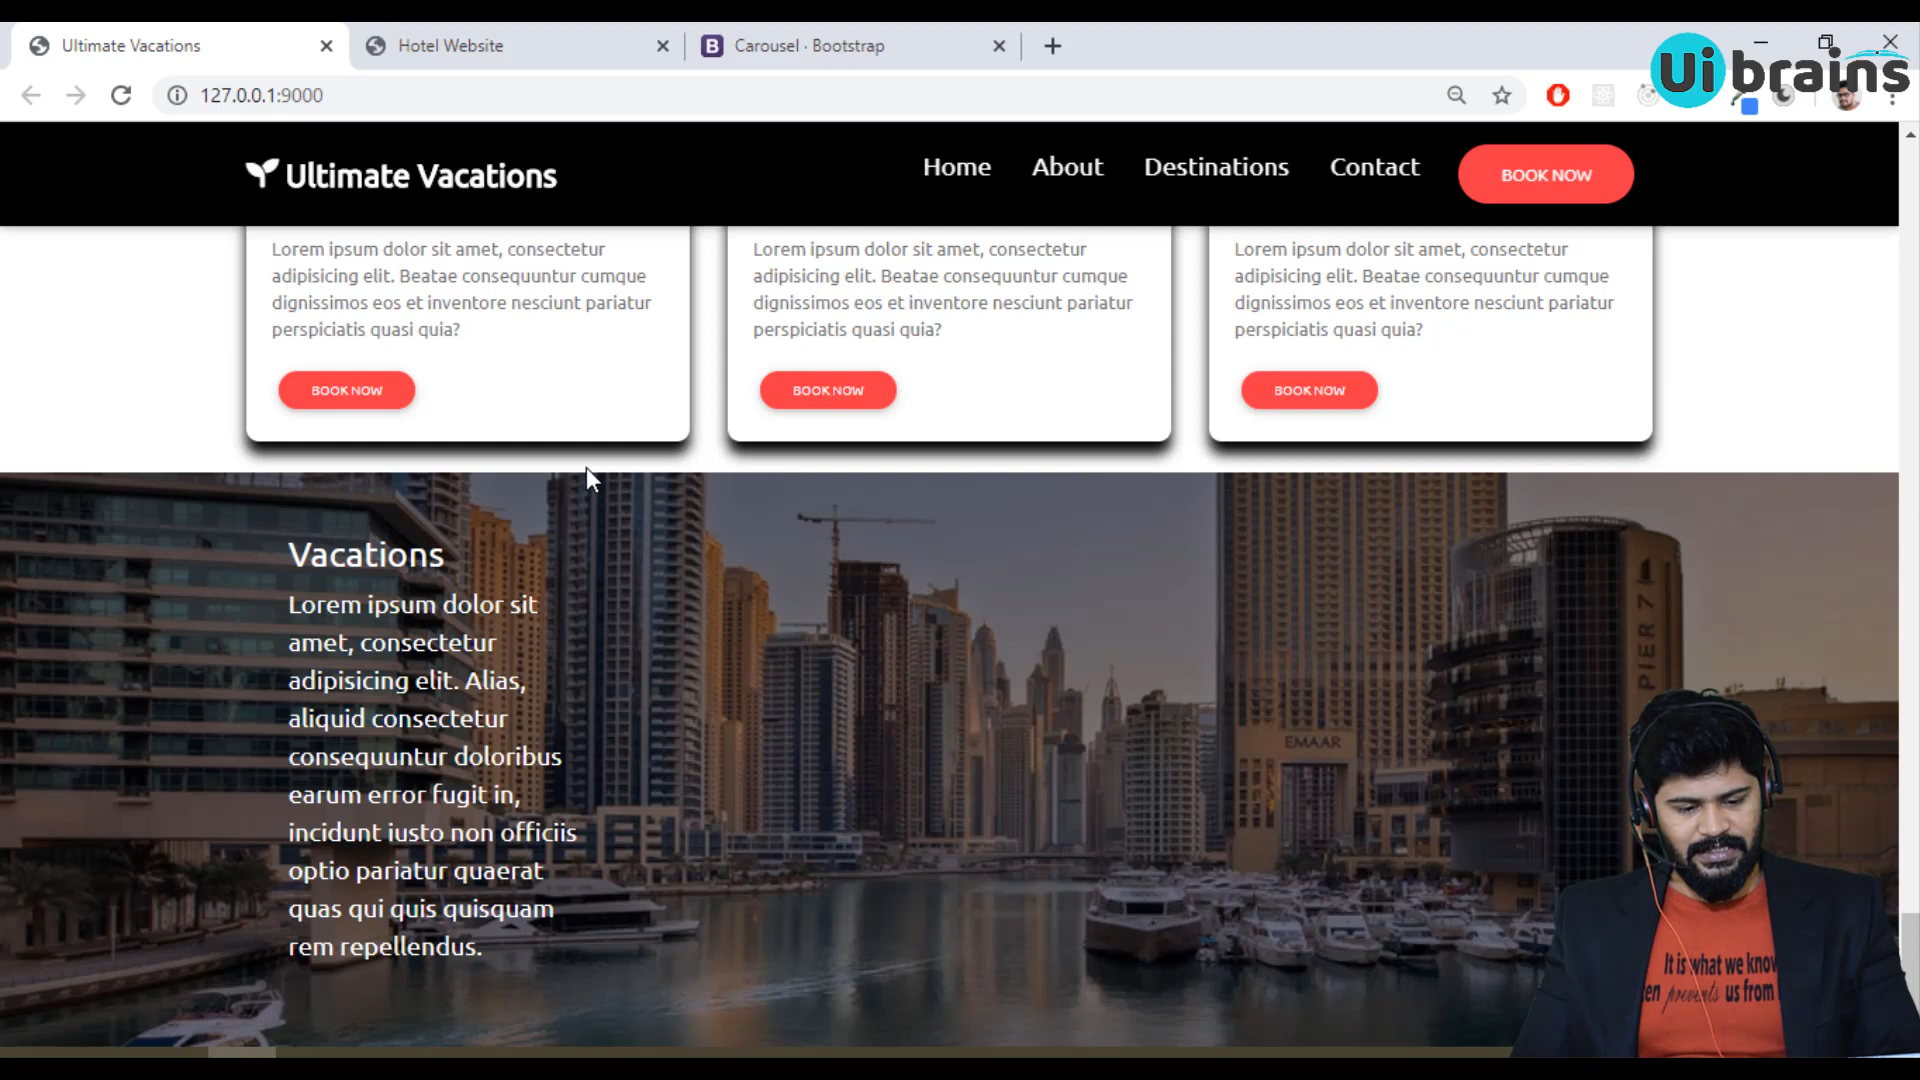 Ultimate Vacations
Hotel Website
B
Carousel · Bootstrap
Ui brains
127.0.0.1:9000
Ultimate Vacations
Home
About
Destinations
Contact
BOOK NOW
Lorem ipsum dolor sit amet, consectetur
adipisicing elit. Beatae consequuntur cumque
dignissimos eos et inventore nesciunt pariatur
perspiciatis quasi quia?
BOOK NOW
Lorem ipsum dolor sit amet, consectetur
adipisicing elit. Beatae consequuntur cumque
dignissimos eos et inventore nesciunt pariatur
perspiciatis quasi quia?
BOOK NOW
Lorem ipsum dolor sit amet, consectetur
adipisicing elit. Beatae consequuntur cumque
dignissimos eos et inventore nesciunt pariatur
perspiciatis quasi quia?
BOOK NOW
Vacations
Lorem ipsum dolor sit
amet, consectetur
adipisicing elit. Alias,
aliquid consectetur
consequuntur doloribus
earum error fugit in,
incidunt iusto non officiis
optio pariatur quaerat
quas qui quis quisquam
rem repellendus.
EMAAR
PIER 7
It is what we know
en prevents us from